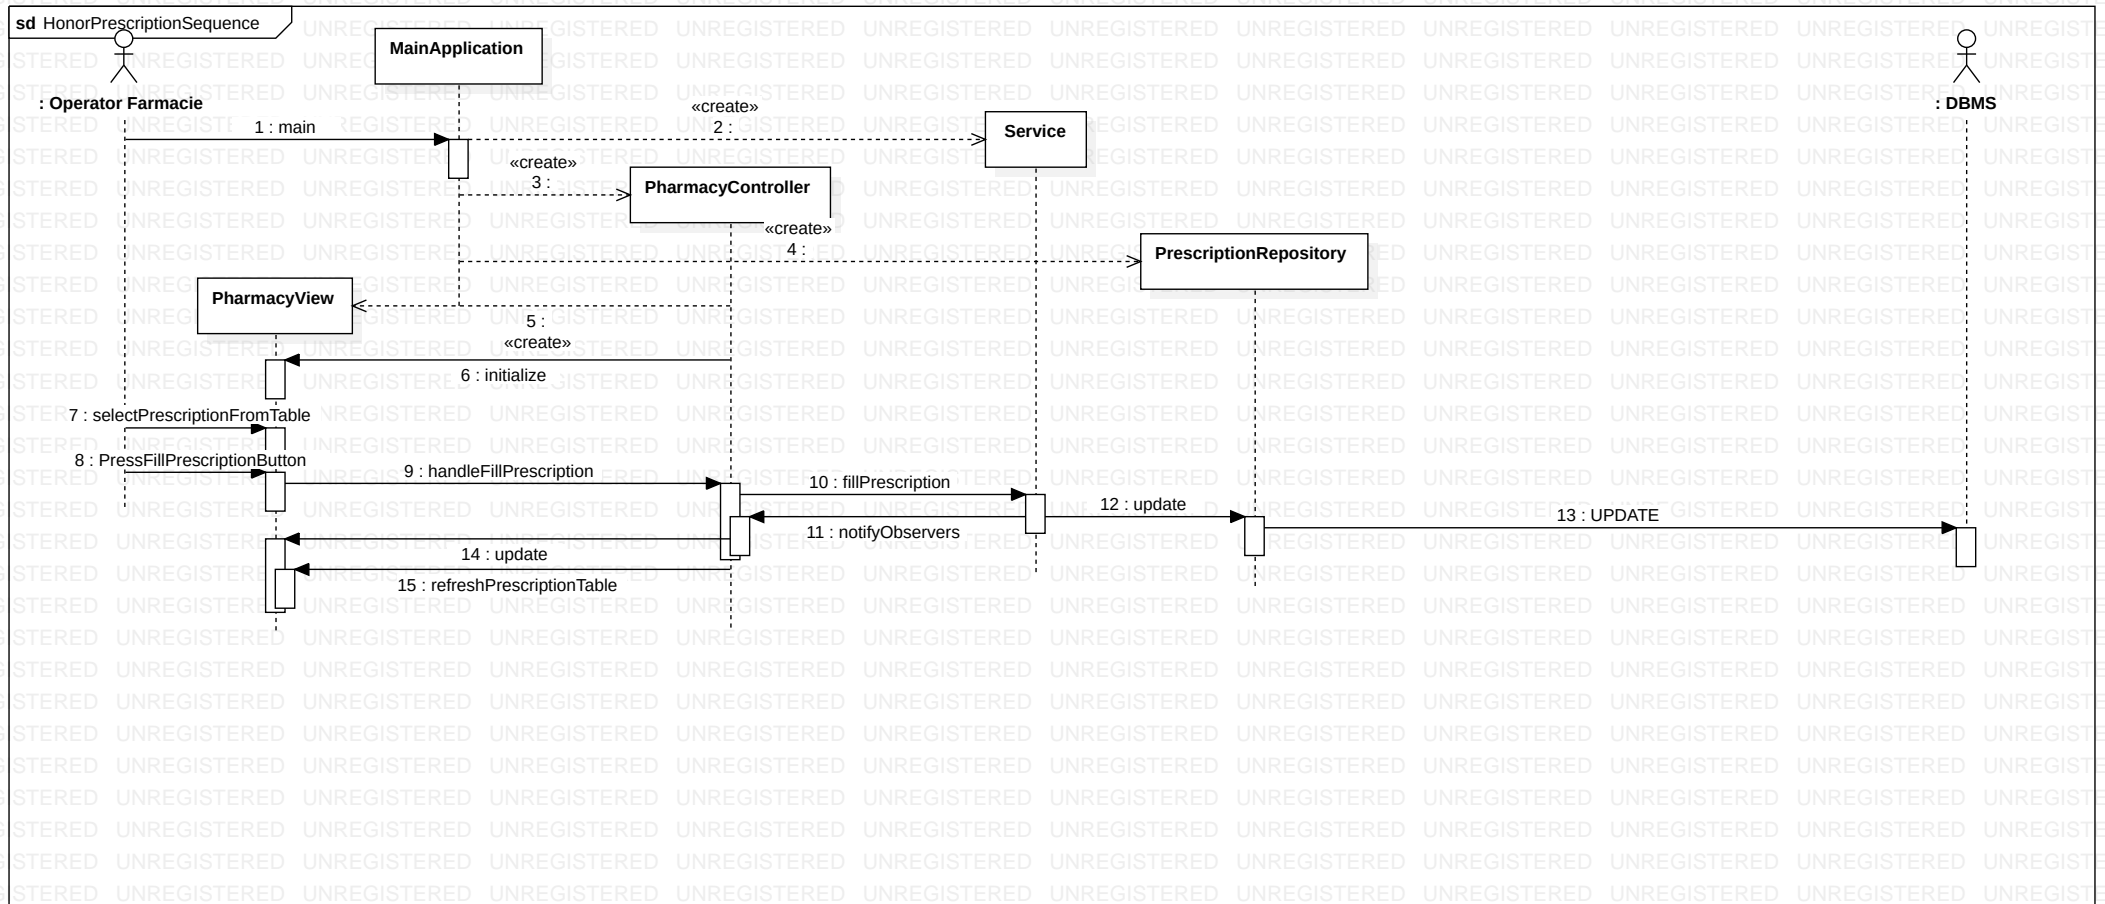 sd HonorPrescriptionSequence
MainApplication
: Operator Farmacie
: DBMS
«create»
1 : main
2 :
Service
«create»
3 :
PharmacyController
«create»
4 :
PrescriptionRepository
PharmacyView
5 :
«create»
6 : initialize
7 : selectPrescriptionFromTable
8 : PressFillPrescriptionButton
9 : handleFillPrescription
10 : fillPrescription
12 : update
11 : notifyObservers
13 : UPDATE
14 : update
15 : refreshPrescriptionTable
UNREGISTERED